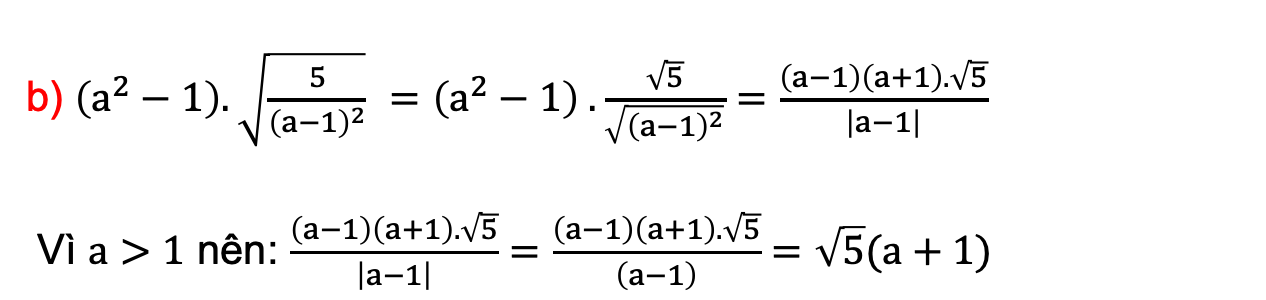 b) (a² − 1). √(5/(a−1)²) = (a² − 1) . √5/√((a−1)²) = (a−1)(a+1).√5/|a−1|
Vì a > 1 nên: (a−1)(a+1).√5/|a−1| = (a−1)(a+1).√5/(a−1) = √5(a + 1)